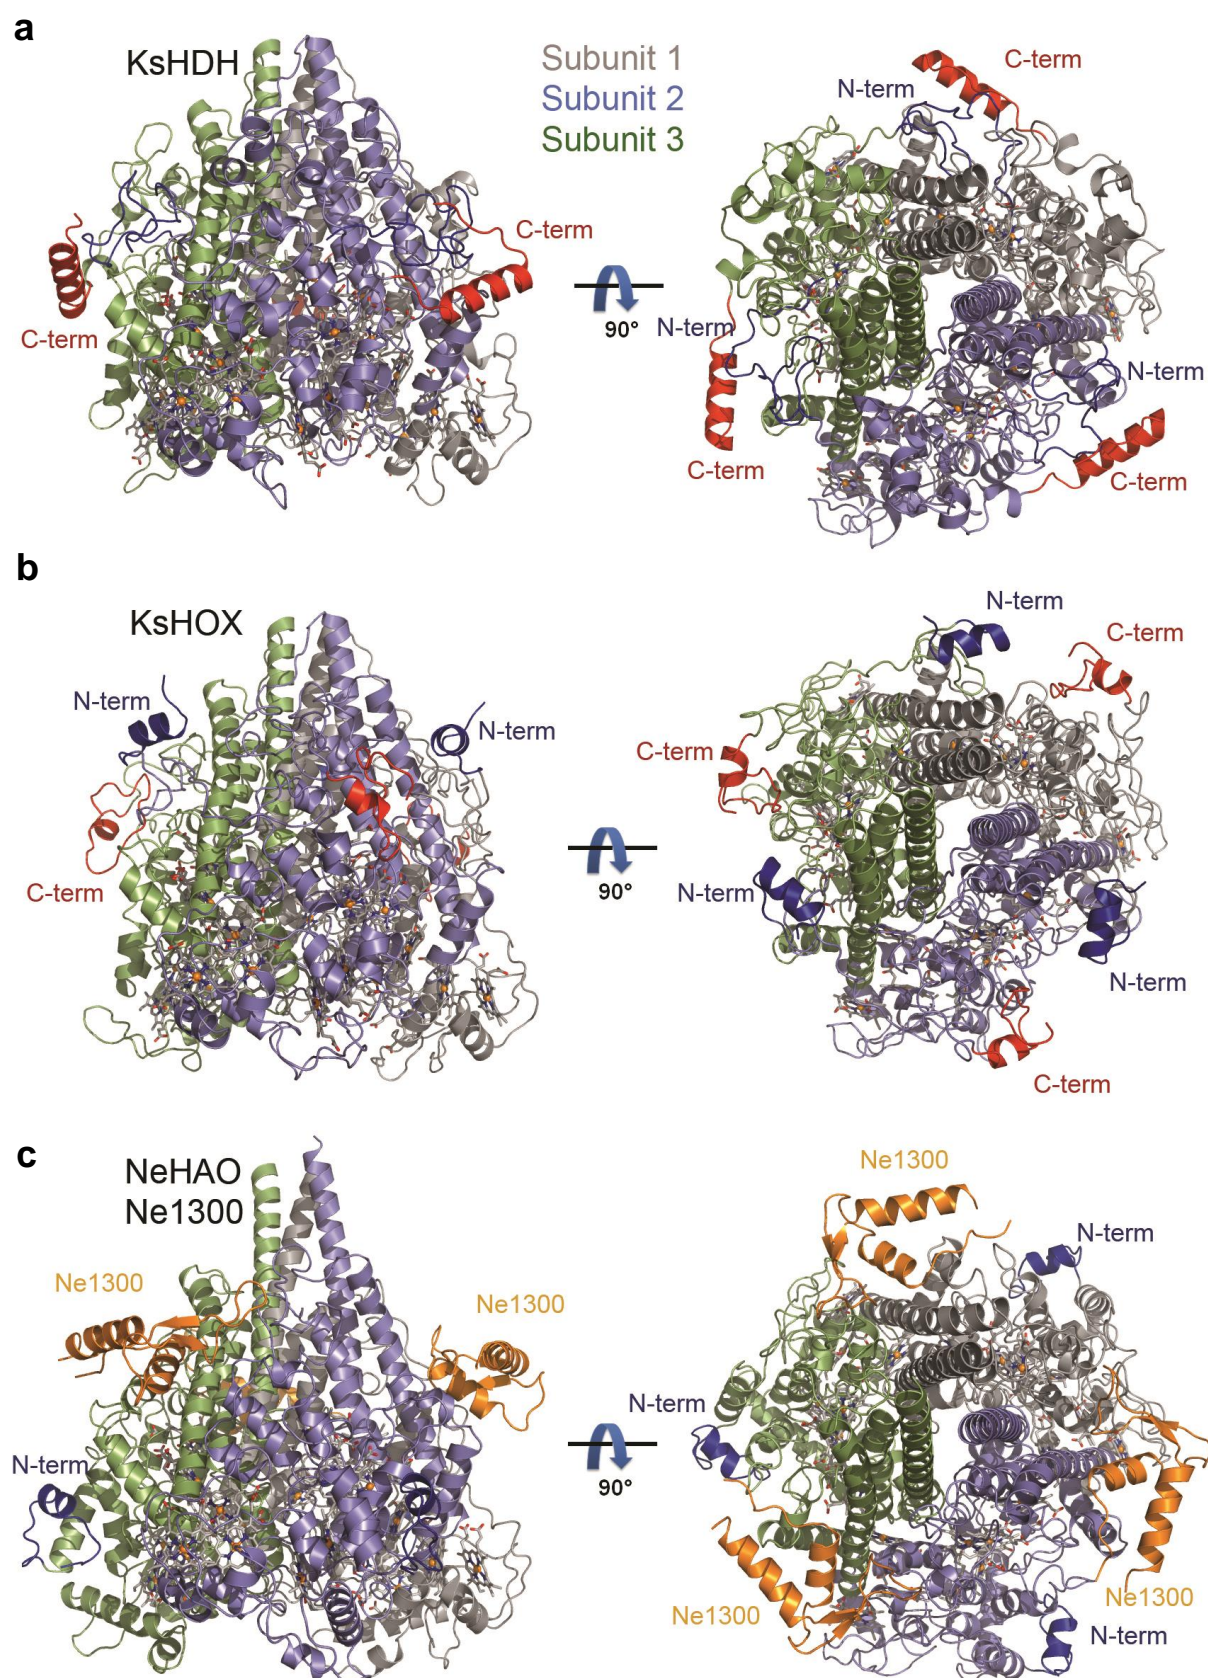 a
KsHDH
Subunit 1
Subunit 2
Subunit 3
C-term
C-term
90°
C-term
N-term
N-term
N-term
C-term
C-term
b
KsHOX
N-term
N-term
C-term
90°
N-term
C-term
C-term
N-term
N-term
C-term
c
NeHAO
Ne1300
Ne1300
Ne1300
N-term
90°
Ne1300
N-term
N-term
Ne1300
Ne1300
N-term